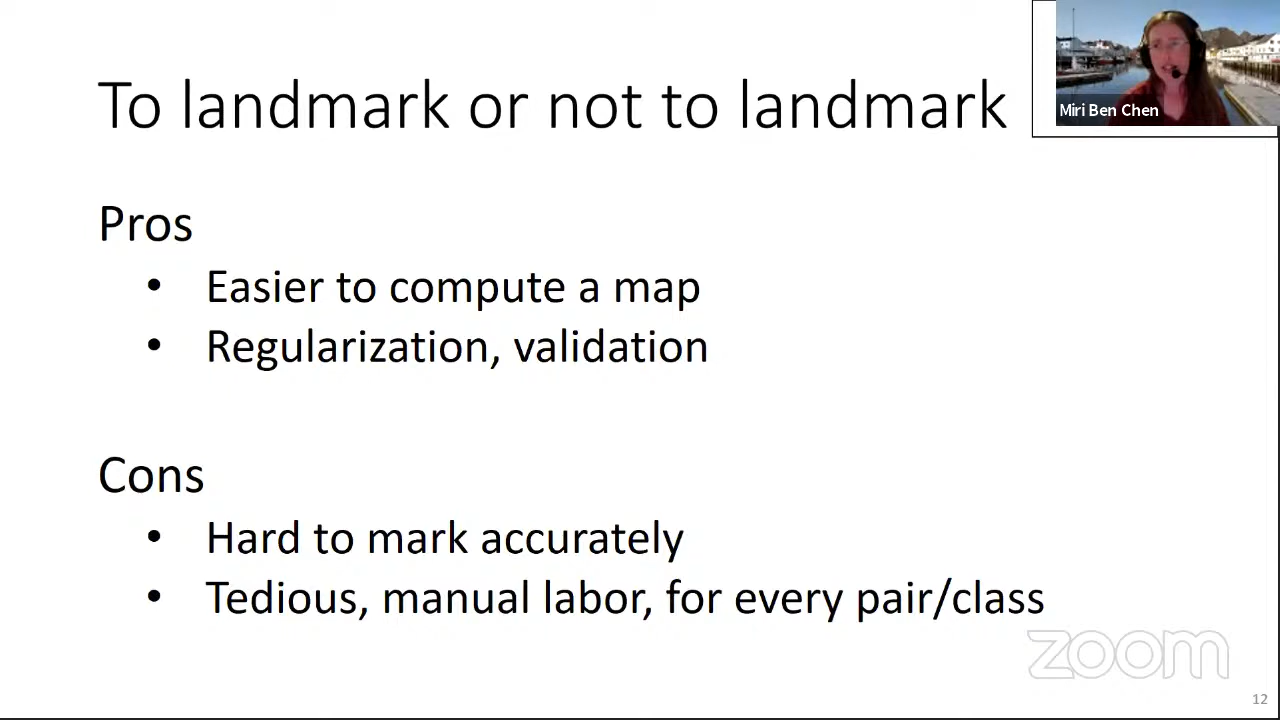 To landmark or not to landmark
Miri Ben Chen
Pros
• Easier to compute a map
• Regularization, validation
Cons
• Hard to mark accurately
• Tedious, manual labor, for every pair/class
zoom
12